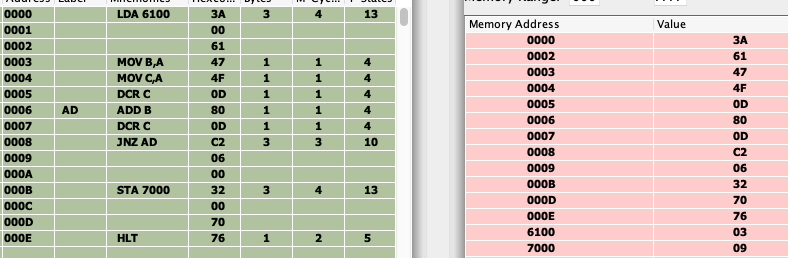 Address Label Mnemonics Hexco... Bytes M-Cyc... T-States
0000 LDA 6100 3A 3 4 13
0001 00
0002 61
0003 MOV B,A 47 1 1 4
0004 MOV C,A 4F 1 1 4
0005 DCR C 0D 1 1 4
0006 AD ADD B 80 1 1 4
0007 DCR C 0D 1 1 4
0008 JNZ AD C2 3 3 10
0009 06
000A 00
000B STA 7000 32 3 4 13
000C 00
000D 70
000E HLT 76 1 2 5
Memory Range:
Memory Address Value
0000 3A
0002 61
0003 47
0004 4F
0005 0D
0006 80
0007 0D
0008 C2
0009 06
000B 32
000D 70
000E 76
6100 03
7000 09